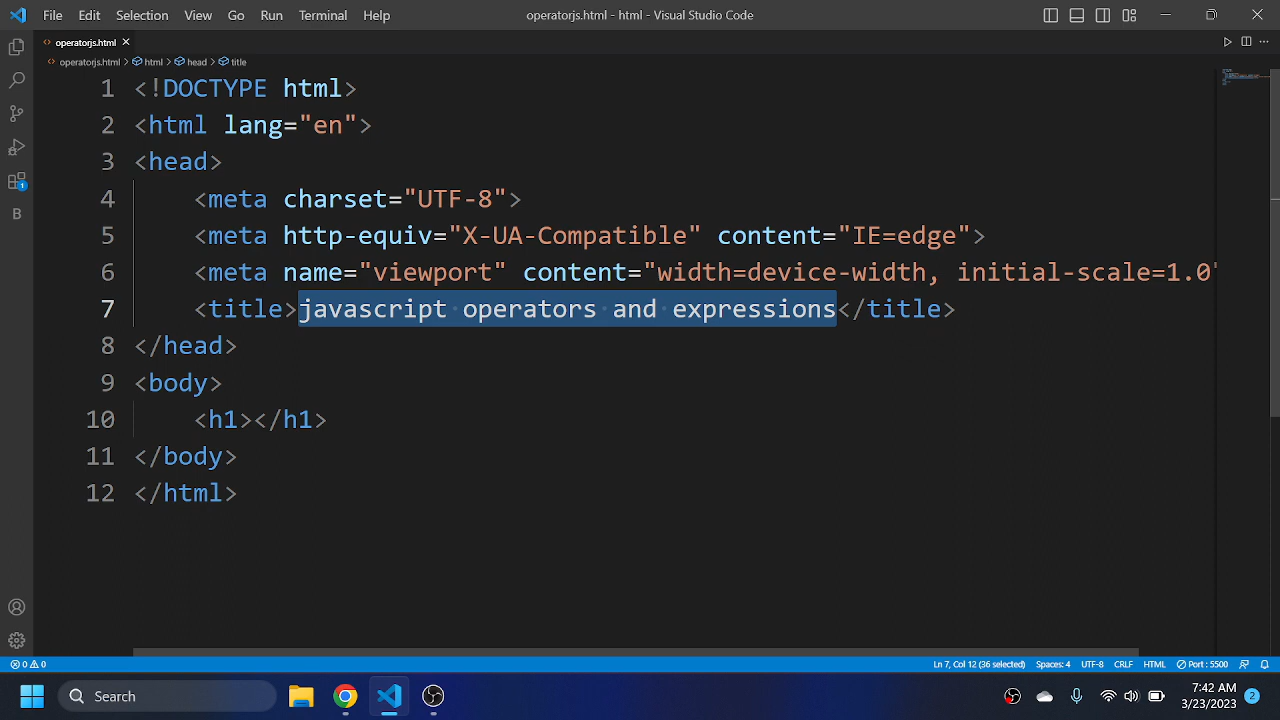 File Edit Selection View Go Run Terminal Help operatorjs.html - html - Visual Studio Code
operatorjs.html
operatorjs.html > html > head > title
1 <!DOCTYPE html>
2 <html lang="en">
3 <head>
4 <meta charset="UTF-8">
5 <meta http-equiv="X-UA-Compatible" content="IE=edge">
6 <meta name="viewport" content="width=device-width, initial-scale=1.0"
7 <title>javascript operators and expressions</title>
8 </head>
9 <body>
10 <h1></h1>
11 </body>
12 </html>
1
B
0 0 Ln 7, Col 12 (36 selected) Spaces: 4 UTF-8 CRLF HTML Port : 5500
Search 7:42 AM
3/23/2023 2